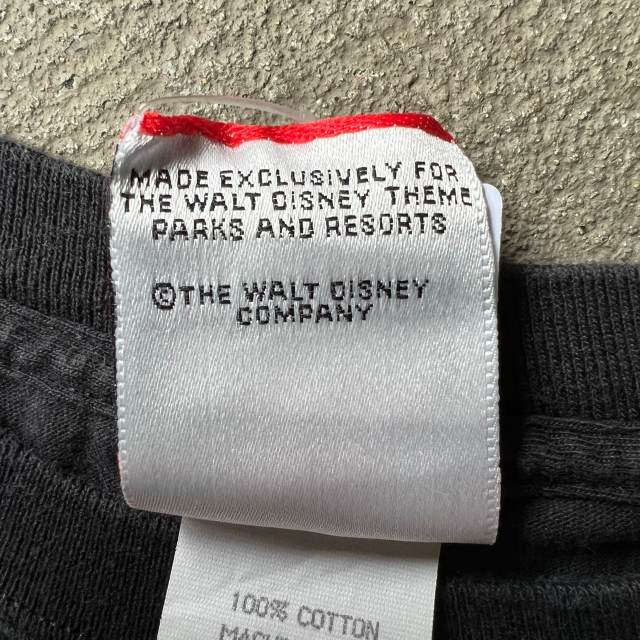 MADE EXCLUSIVELY FOR
THE WALT DISNEY THEME
PARKS AND RESORTS
©THE WALT DISNEY
COMPANY
100% COTTON